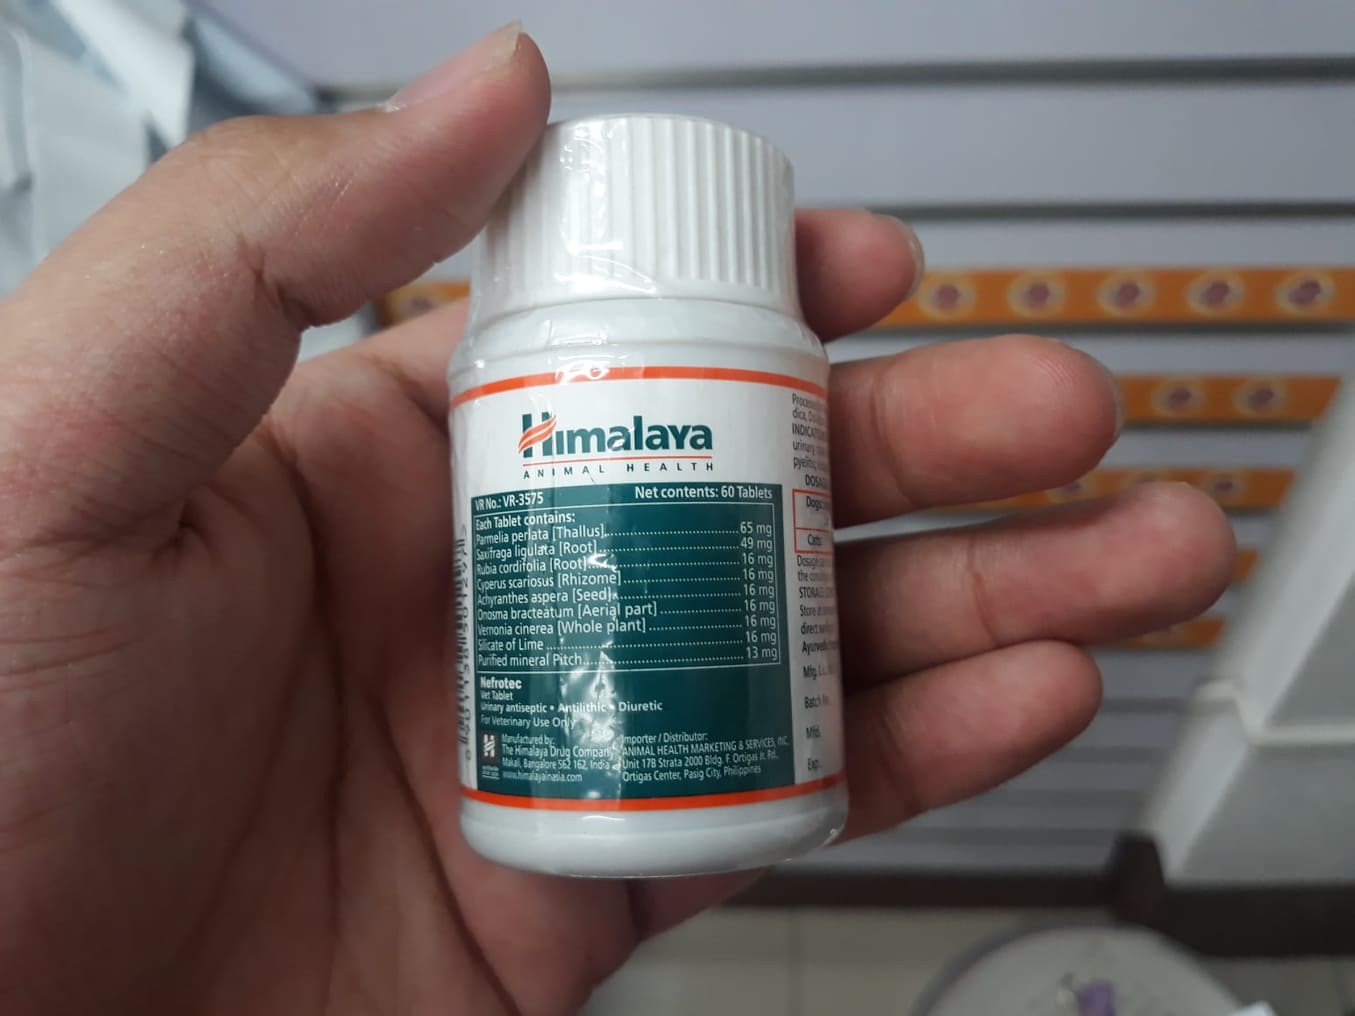 Himalaya
ANIMAL HEALTH
VR No.: VR-3575
Net contents: 60 Tablets
Each Tablet contains:
Parmelia perlata [Thallus] 65 mg
Saxifraga ligulata [Root] 49 mg
Rubia cordifolia [Root] 16 mg
Cyperus scariosus [Rhizome] 16 mg
Achyranthes aspera [Seed] 16 mg
Onosma bracteatum [Aerial part] 16 mg
Vernonia cinerea [Whole plant] 16 mg
Silicate of Lime 16 mg
Purified mineral Pitch 13 mg
Nefrotec
Vet Tablet
Urinary antiseptic • Antilithic • Diuretic
For Veterinary Use Only
Manufactured by:
The Himalaya Drug Company
Makali, Bangalore 562 162, India
www.himalayainasia.com
Importer / Distributor:
ANIMAL HEALTH MARKETING & SERVICES, INC.
Unit 17B Strata 2000 Bldg. F. Ortigas Jr. Rd.,
Ortigas Center, Pasig City, Philippines
urinary
Cats:
Store at
direct
Mfg.
Batch
Mfd.
Exp.